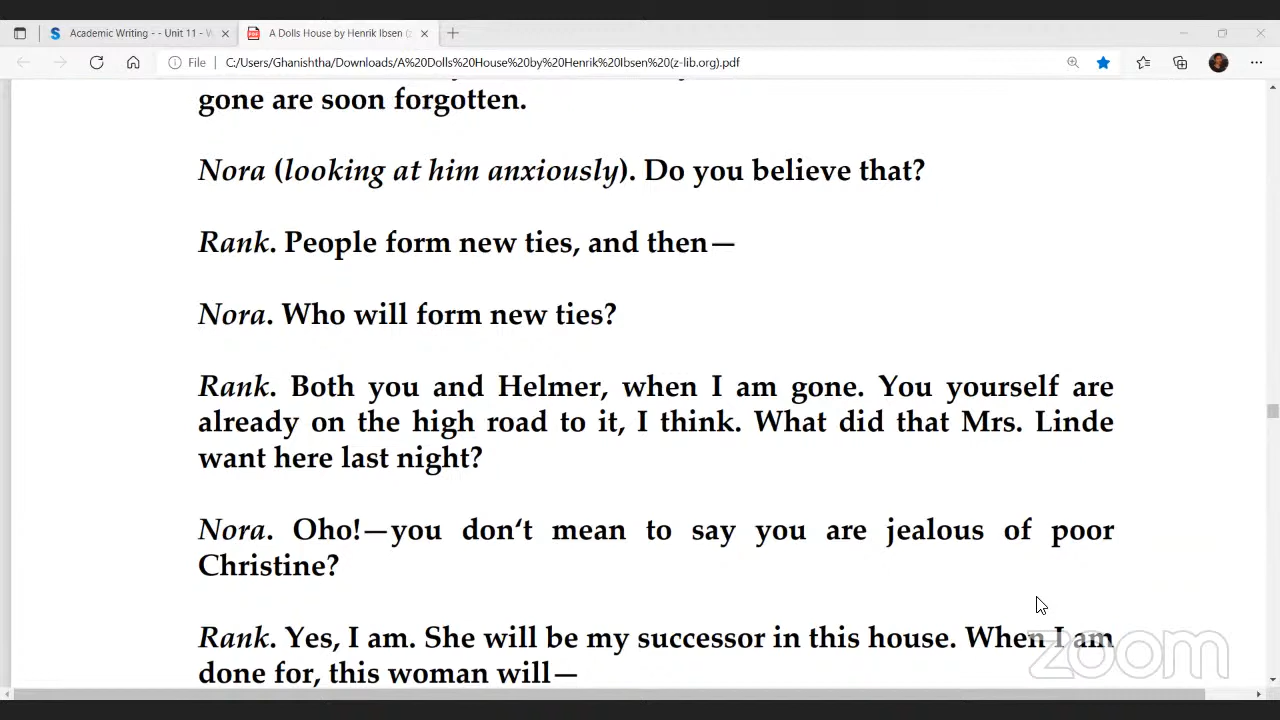 Academic Writing - - Unit 11 - W
A Dolls House by Henrik Ibsen (z
File
C:/Users/Ghanishtha/Downloads/A%20Dolls%20House%20by%20Henrik%20Ibsen%20(z-lib.org).pdf
gone are soon forgotten.
Nora (looking at him anxiously). Do you believe that?
Rank. People form new ties, and then—
Nora. Who will form new ties?
Rank. Both you and Helmer, when I am gone. You yourself are
already on the high road to it, I think. What did that Mrs. Linde
want here last night?
Nora. Oho!—you don‘t mean to say you are jealous of poor
Christine?
Rank. Yes, I am. She will be my successor in this house. When I am
done for, this woman will—
zoom